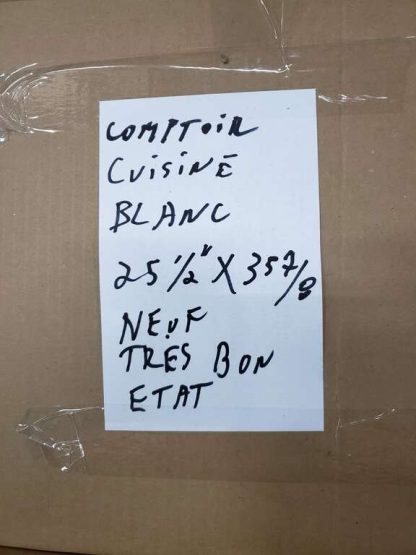 COMPTOIR
CUISINE
BLANC
25 1/2" X 35 7/8
NEUF
TRES BON
ETAT